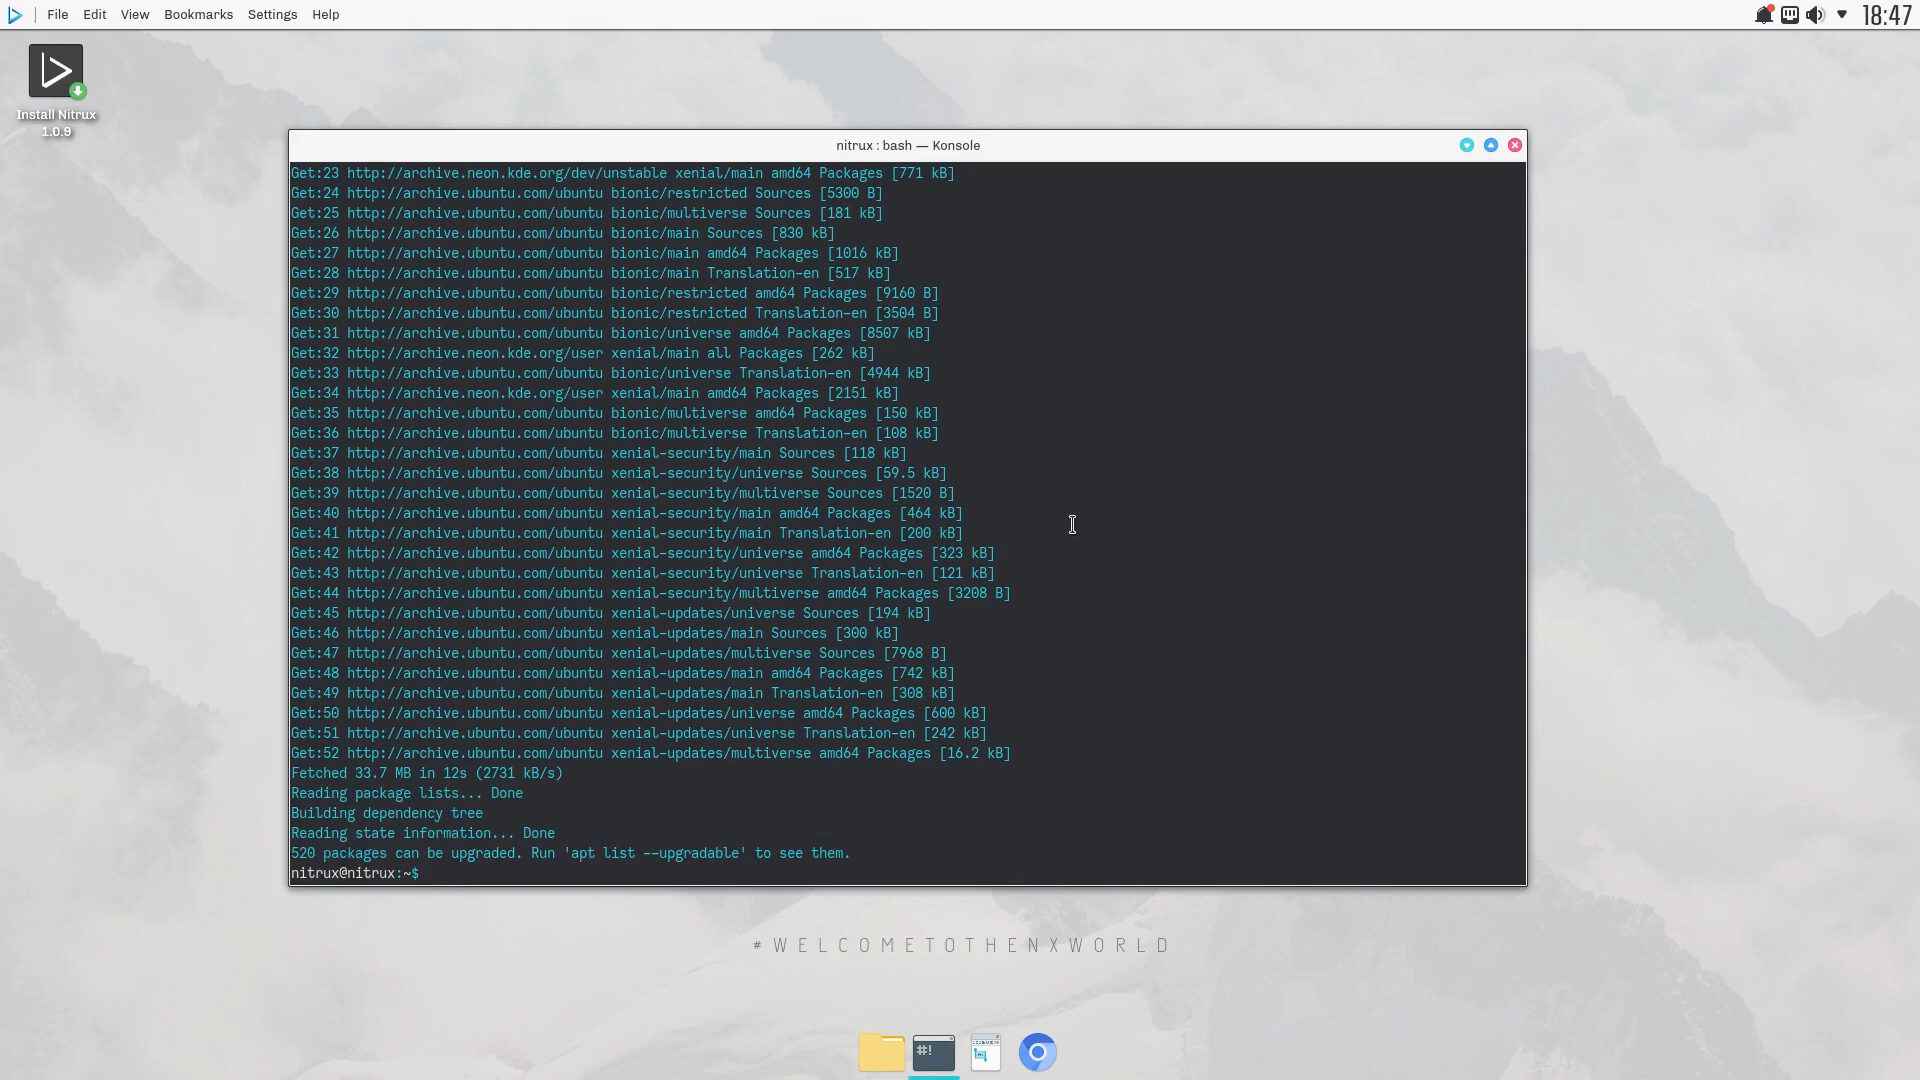 File Edit View Bookmarks Settings Help
18:47
Install Nitrux
1.0.9
nitrux : bash — Konsole
Get:23 http://archive.neon.kde.org/dev/unstable xenial/main amd64 Packages [771 kB]
Get:24 http://archive.ubuntu.com/ubuntu bionic/restricted Sources [5300 B]
Get:25 http://archive.ubuntu.com/ubuntu bionic/multiverse Sources [181 kB]
Get:26 http://archive.ubuntu.com/ubuntu bionic/main Sources [830 kB]
Get:27 http://archive.ubuntu.com/ubuntu bionic/main amd64 Packages [1016 kB]
Get:28 http://archive.ubuntu.com/ubuntu bionic/main Translation-en [517 kB]
Get:29 http://archive.ubuntu.com/ubuntu bionic/restricted amd64 Packages [9160 B]
Get:30 http://archive.ubuntu.com/ubuntu bionic/restricted Translation-en [3504 B]
Get:31 http://archive.ubuntu.com/ubuntu bionic/universe amd64 Packages [8507 kB]
Get:32 http://archive.neon.kde.org/user xenial/main all Packages [262 kB]
Get:33 http://archive.ubuntu.com/ubuntu bionic/universe Translation-en [4944 kB]
Get:34 http://archive.neon.kde.org/user xenial/main amd64 Packages [2151 kB]
Get:35 http://archive.ubuntu.com/ubuntu bionic/multiverse amd64 Packages [150 kB]
Get:36 http://archive.ubuntu.com/ubuntu bionic/multiverse Translation-en [108 kB]
Get:37 http://archive.ubuntu.com/ubuntu xenial-security/main Sources [118 kB]
Get:38 http://archive.ubuntu.com/ubuntu xenial-security/universe Sources [59.5 kB]
Get:39 http://archive.ubuntu.com/ubuntu xenial-security/multiverse Sources [1520 B]
Get:40 http://archive.ubuntu.com/ubuntu xenial-security/main amd64 Packages [464 kB]
Get:41 http://archive.ubuntu.com/ubuntu xenial-security/main Translation-en [200 kB]
Get:42 http://archive.ubuntu.com/ubuntu xenial-security/universe amd64 Packages [323 kB]
Get:43 http://archive.ubuntu.com/ubuntu xenial-security/universe Translation-en [121 kB]
Get:44 http://archive.ubuntu.com/ubuntu xenial-security/multiverse amd64 Packages [3208 B]
Get:45 http://archive.ubuntu.com/ubuntu xenial-updates/universe Sources [194 kB]
Get:46 http://archive.ubuntu.com/ubuntu xenial-updates/main Sources [300 kB]
Get:47 http://archive.ubuntu.com/ubuntu xenial-updates/multiverse Sources [7968 B]
Get:48 http://archive.ubuntu.com/ubuntu xenial-updates/main amd64 Packages [742 kB]
Get:49 http://archive.ubuntu.com/ubuntu xenial-updates/main Translation-en [308 kB]
Get:50 http://archive.ubuntu.com/ubuntu xenial-updates/universe amd64 Packages [600 kB]
Get:51 http://archive.ubuntu.com/ubuntu xenial-updates/universe Translation-en [242 kB]
Get:52 http://archive.ubuntu.com/ubuntu xenial-updates/multiverse amd64 Packages [16.2 kB]
Fetched 33.7 MB in 12s (2731 kB/s)
Reading package lists... Done
Building dependency tree
Reading state information... Done
520 packages can be upgraded. Run 'apt list --upgradable' to see them.
nitrux@nitrux:~$
#WELCOMETOTHENXWORLD
#!